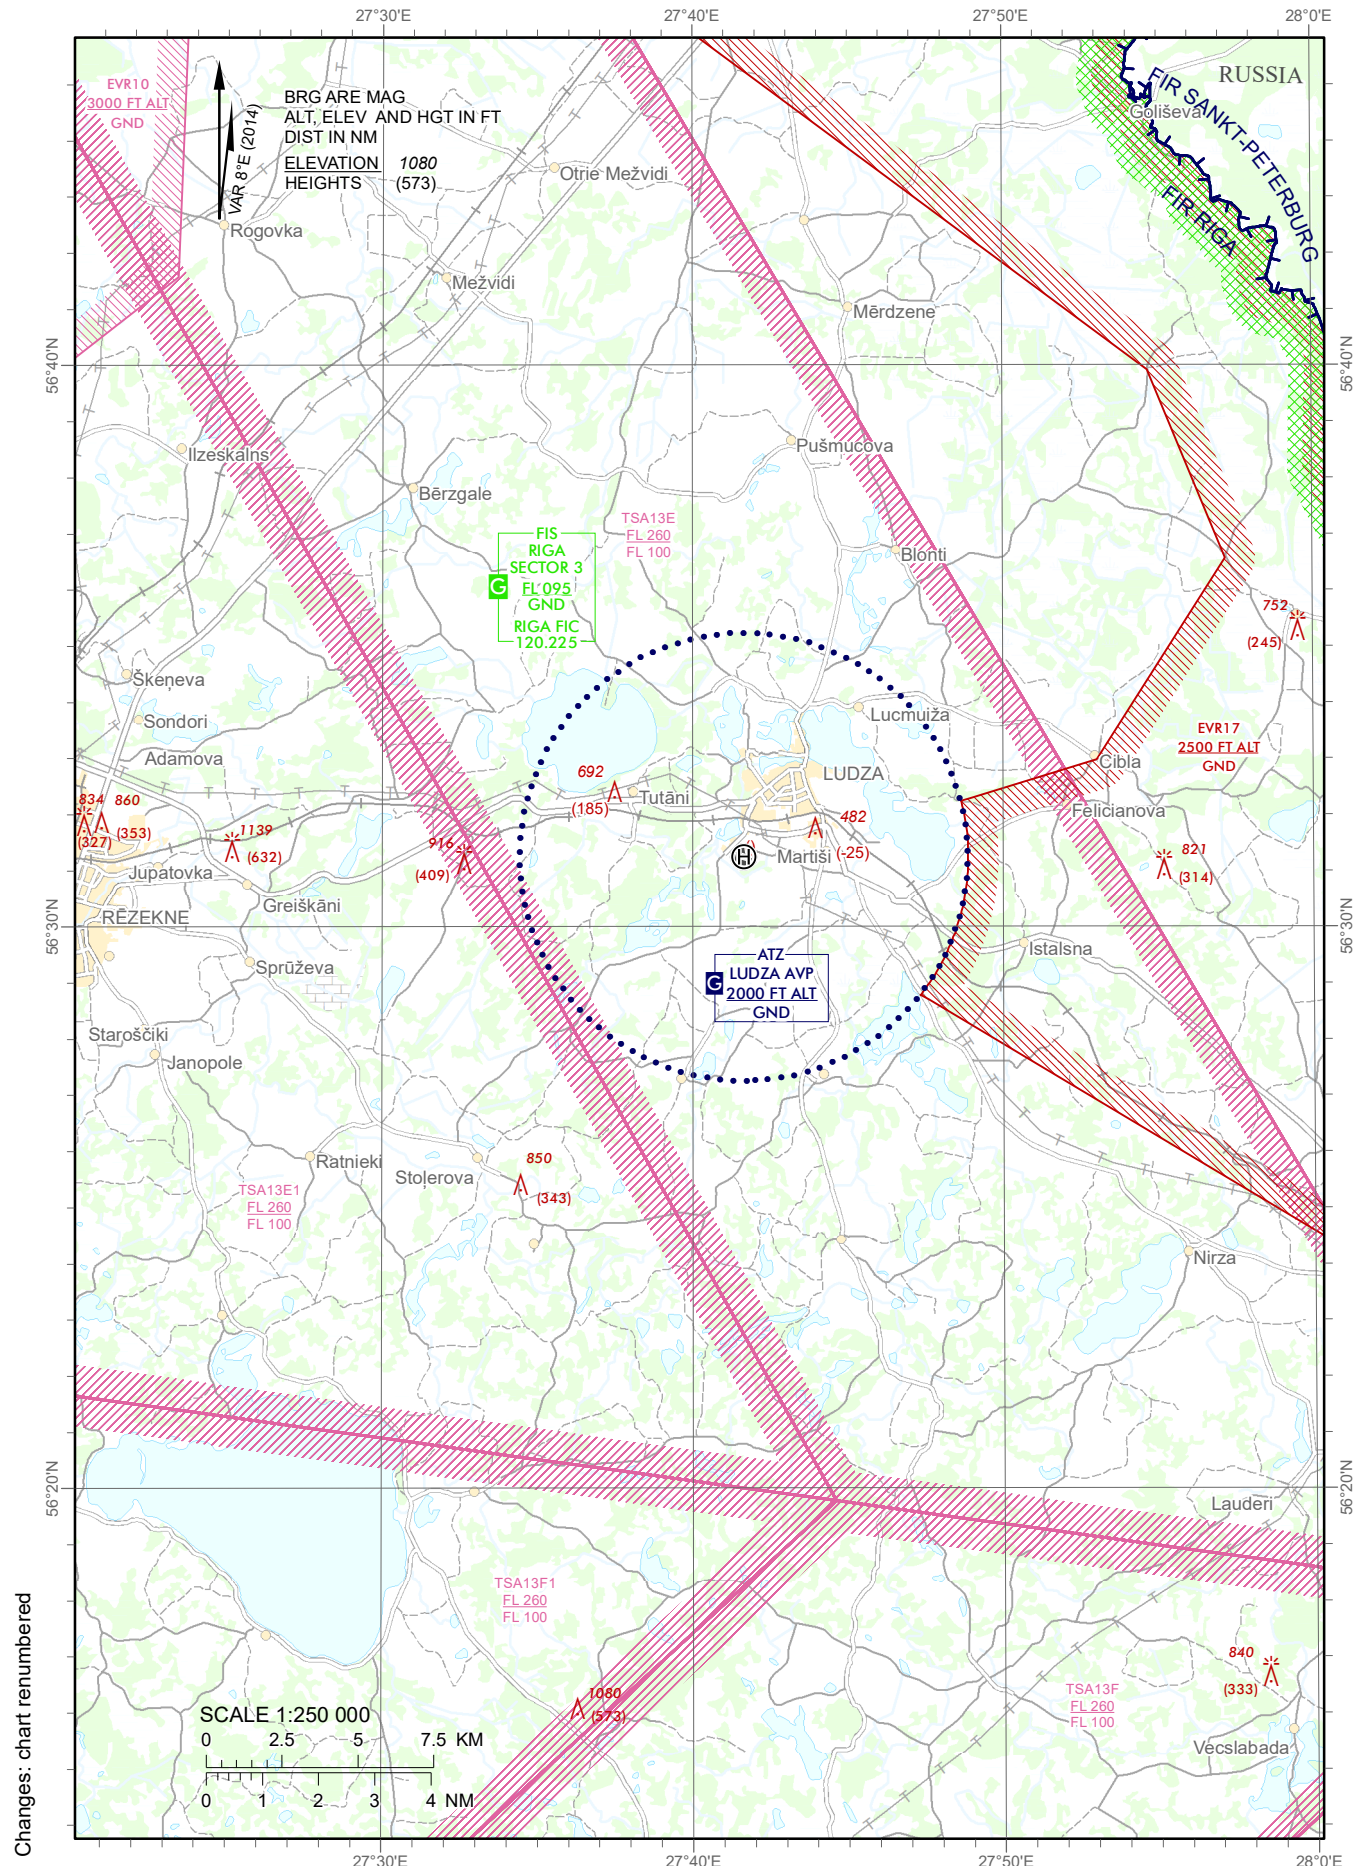 27°30'E
27°40'E
27°50'E
28°0'E
EVR10
3000 FT ALT
GND
VAR 8°E (2014)
BRG ARE MAG
ALT, ELEV AND HGT IN FT
DIST IN NM
ELEVATION 1080
HEIGHTS (573)
RUSSIA
FIR SANKT-PETERBURG
FIR RIGA
Goliševa
Otrie Mežvidi
Rogovka
Mežvidi
Mērdzene
56°40'N
56°40'N
Ilzeskalns
Pušmucova
Bērzgale
TSA13E
FL 260
FL 100
FIS
RIGA
SECTOR 3
G
FL 095
GND
RIGA FIC
120.225
Blonti
752
(245)
Škeņeva
Sondori
Adamova
Lucmuiža
EVR17
2500 FT ALT
GND
Cibla
LUDZA
692
(185)
Tutāni
Felicianova
834
860
(353)
(327)
1139
(632)
916
(409)
482
(-25)
H
Martiši
821
(314)
Jupatovka
Greiškāni
RĒZEKNE
56°30'N
56°30'N
Istalsna
Sprūževa
ATZ
LUDZA AVP
G
2000 FT ALT
GND
Staroščiki
Janopole
Ratnieki
Stoļerova
850
(343)
TSA13E1
FL 260
FL 100
Nirza
56°20'N
56°20'N
Lauderi
TSA13F1
FL 260
FL 100
840
(333)
TSA13F
FL 260
FL 100
1080
(573)
Vecslabada
SCALE 1:250 000
0 2.5 5 7.5 KM
0 1 2 3 4 NM
Changes: chart renumbered
27°30'E
27°40'E
27°50'E
28°0'E